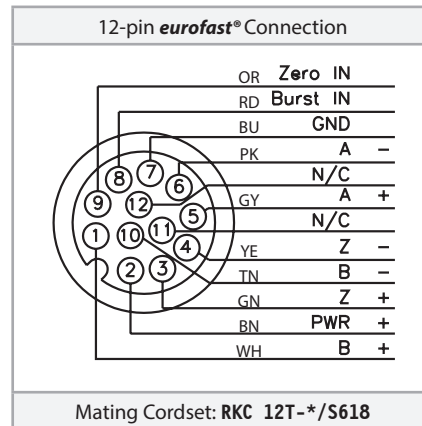 12-pin eurofast® Connection
OR Zero IN
RD Burst IN
BU GND
PK A -
N/C
GY A +
N/C
YE Z -
TN B -
GN Z +
BN PWR +
WH B +
8 7 6
9 12 5
1 10 11 4
2 3
Mating Cordset: RKC 12T-*/S618